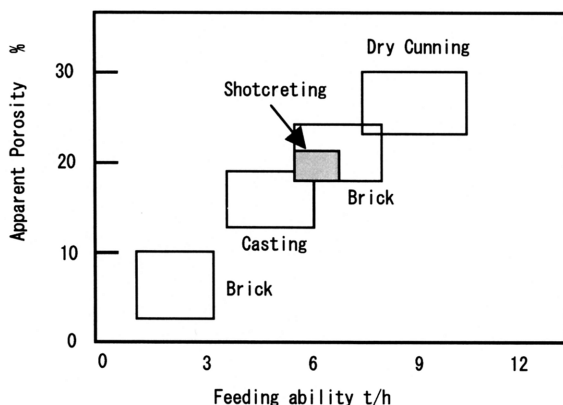 Apparent Porosity %
30
20
10
0
Dry Cunning
Shotcreting
Brick
Casting
Brick
0 3 6 9 12
Feeding ability t/h